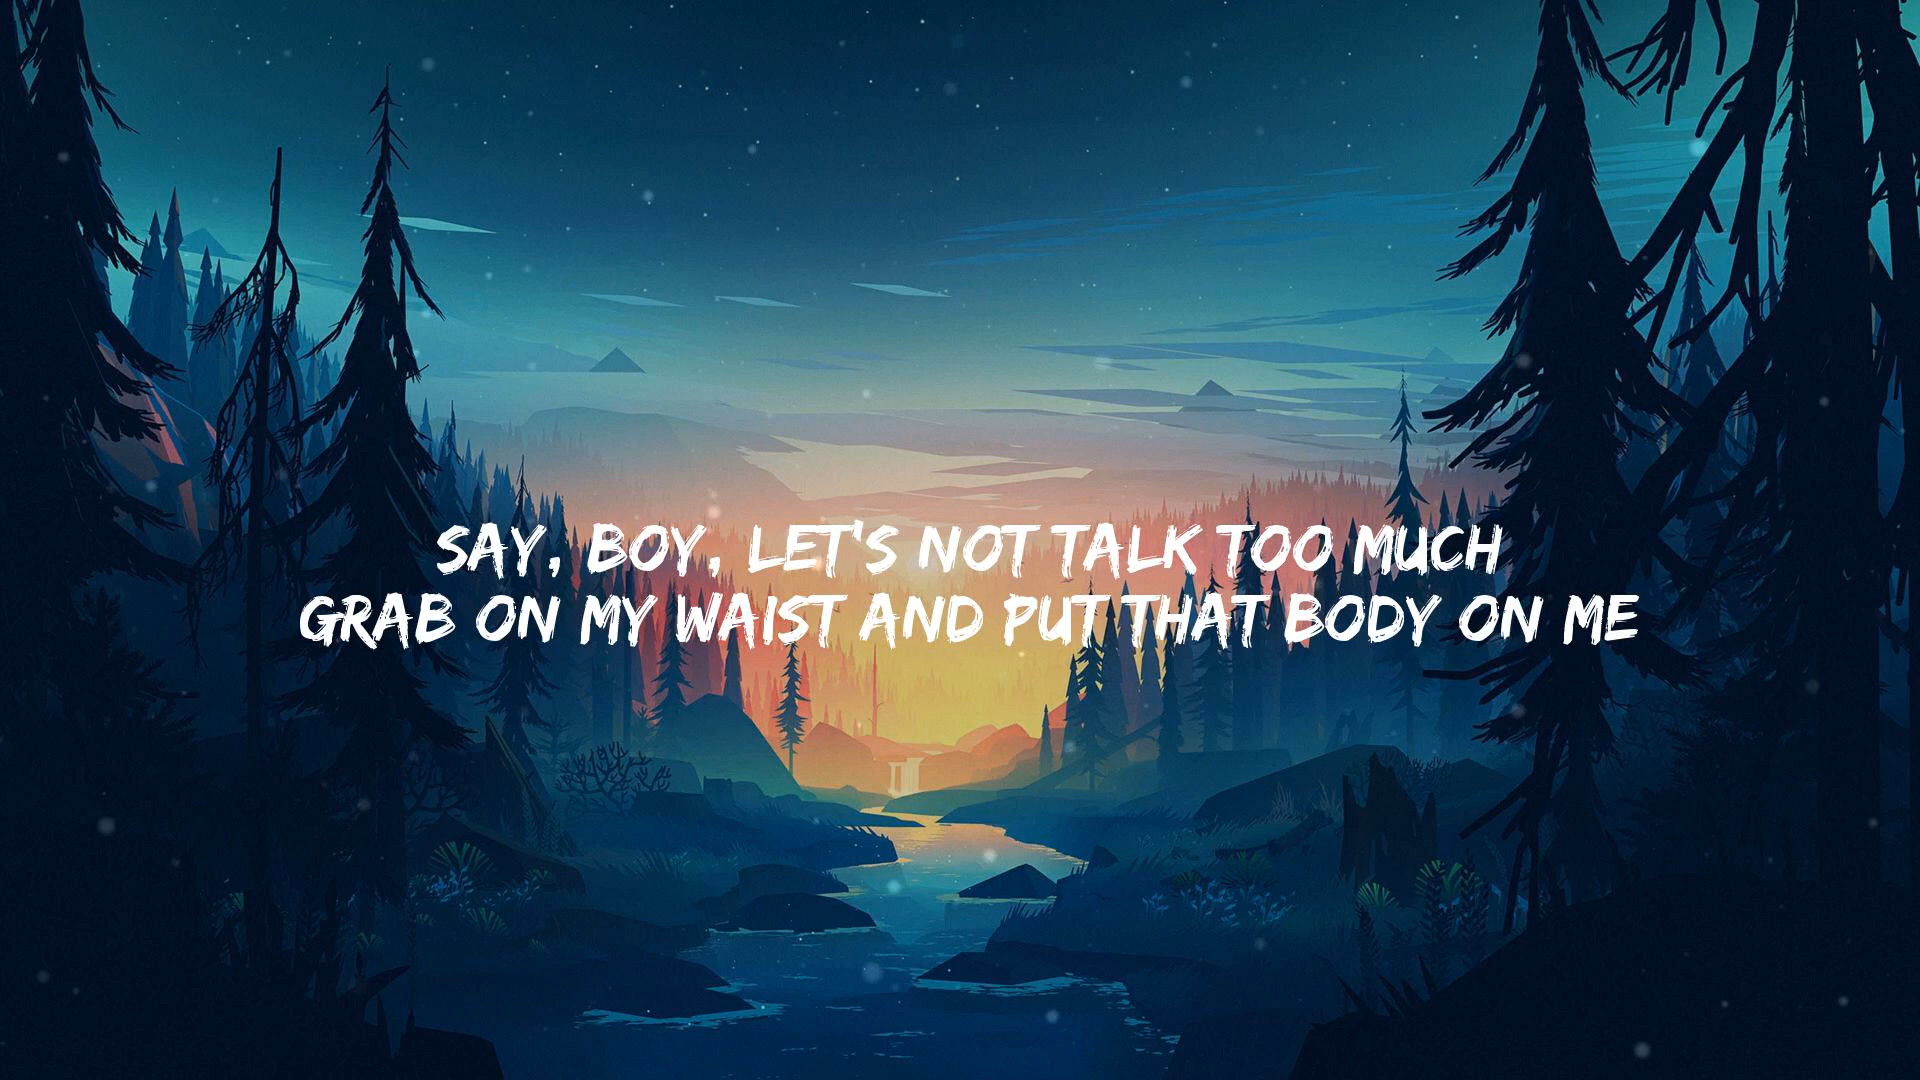 SAY, BOY, LET'S NOT TALK TOO MUCH
GRAB ON MY WAIST AND PUT THAT BODY ON ME